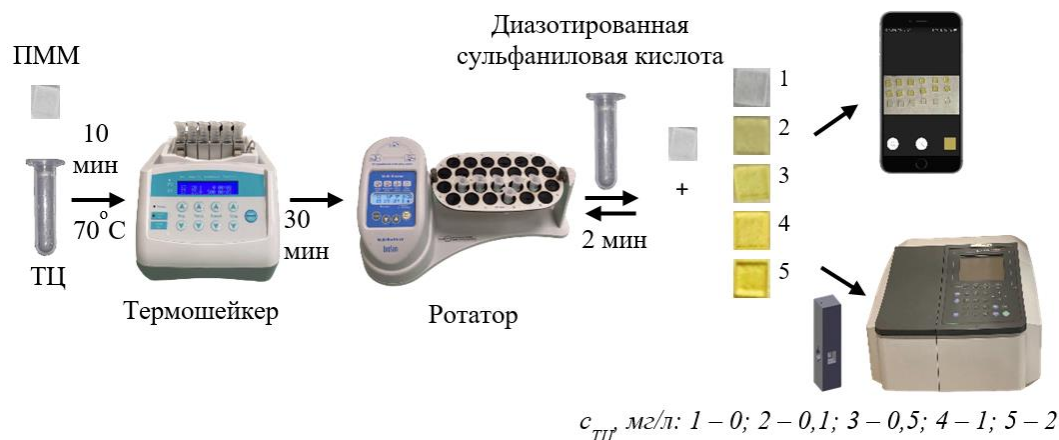 Диазотированная
сульфаниловая кислота
ПММ
10
мин
70°C
ТЦ
Термошейкер
30
мин
Ротатор
2 мин
+
1
2
3
4
5
c_ТЦ, мг/л: 1 – 0; 2 – 0,1; 3 – 0,5; 4 – 1; 5 – 2